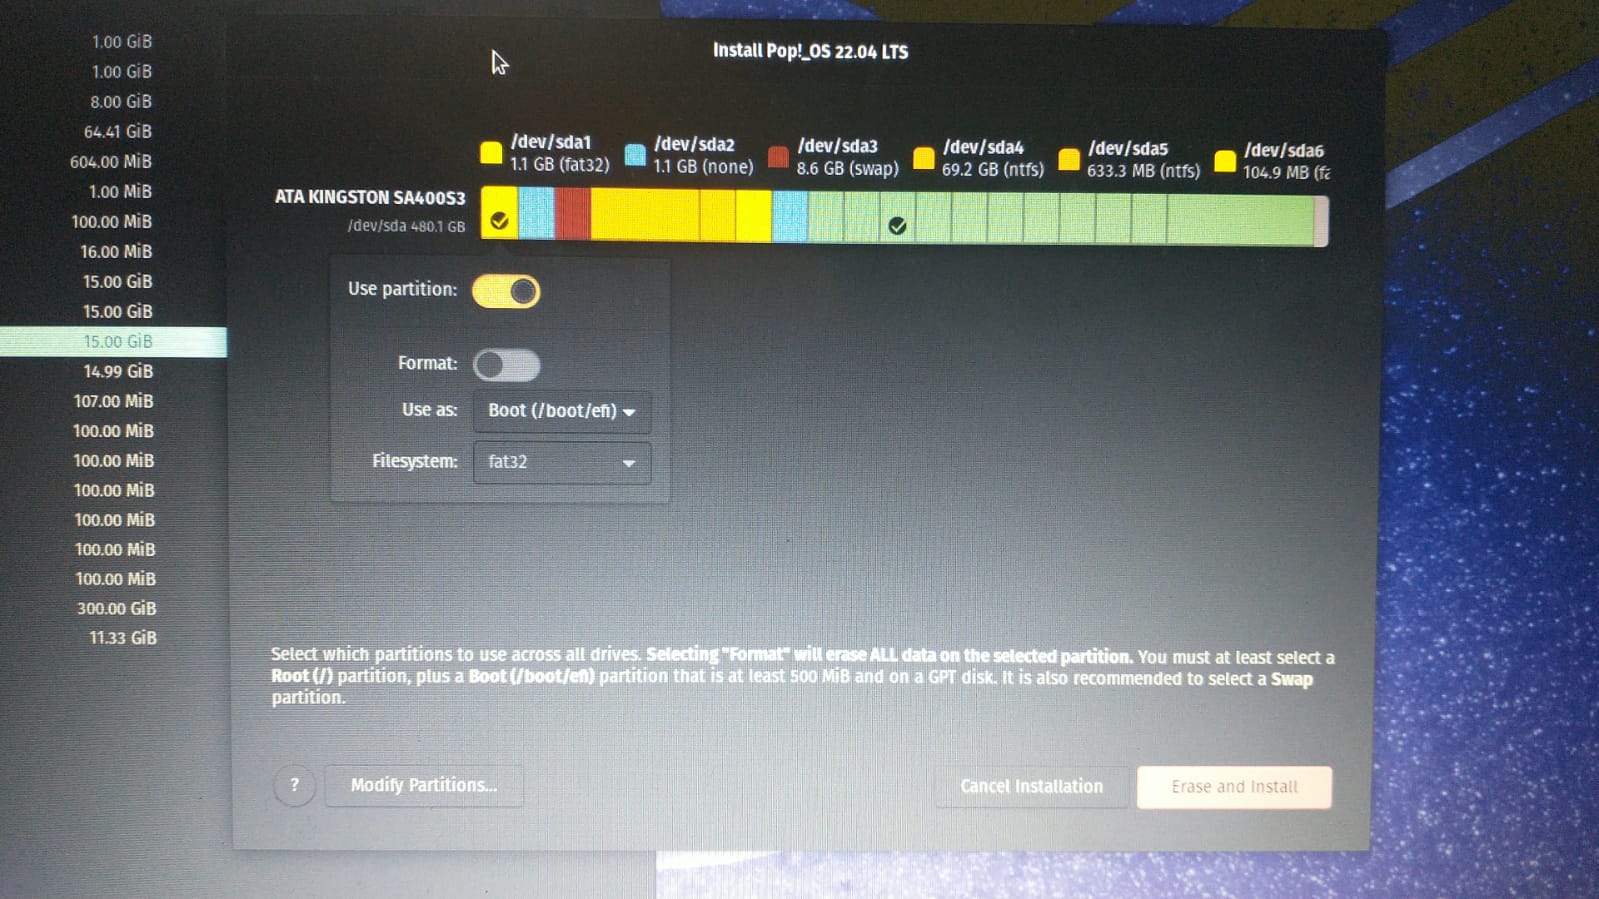 1.00 GiB
1.00 GiB
8.00 GiB
64.41 GiB
604.00 MiB
1.00 MiB
100.00 MiB
16.00 MiB
15.00 GiB
15.00 GiB
15.00 GiB
14.99 GiB
107.00 MiB
100.00 MiB
100.00 MiB
100.00 MiB
100.00 MiB
100.00 MiB
100.00 MiB
300.00 GiB
11.33 GiB
Install Pop!_OS 22.04 LTS
/dev/sda1
1.1 GB (fat32)
/dev/sda2
1.1 GB (none)
/dev/sda3
8.6 GB (swap)
/dev/sda4
69.2 GB (ntfs)
/dev/sda5
633.3 MB (ntfs)
/dev/sda6
104.9 MB (fa
ATA KINGSTON SA400S3
/dev/sda 480.1 GB
Use partition:
Format:
Use as: Boot (/boot/efi)
Filesystem: fat32
Select which partitions to use across all drives. Selecting "Format" will erase ALL data on the selected partition. You must at least select a
Root (/) partition, plus a Boot (/boot/efi) partition that is at least 500 MiB and on a GPT disk. It is also recommended to select a Swap
partition.
? Modify Partitions... Cancel Installation Erase and Install